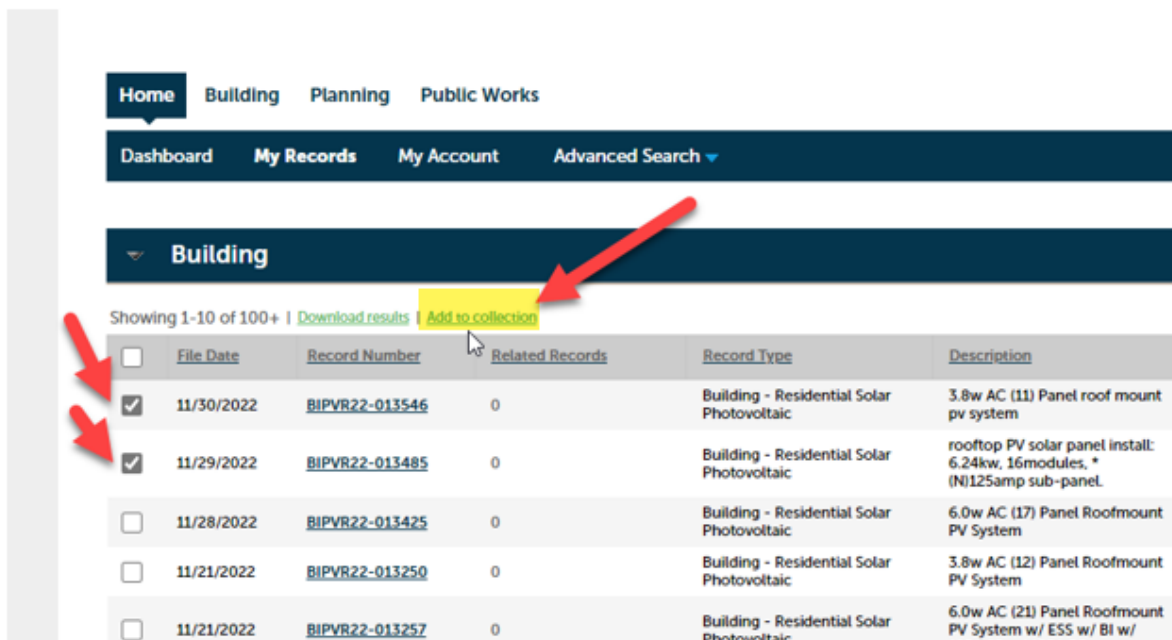 Home Building Planning Public Works
Dashboard My Records My Account Advanced Search
Building
Showing 1-10 of 100+ | Download results | Add to collection
File Date Record Number Related Records Record Type Description
11/30/2022 BIPVR22-013546 0 Building - Residential Solar Photovoltaic 3.8w AC (11) Panel roof mount pv system
11/29/2022 BIPVR22-013485 0 Building - Residential Solar Photovoltaic rooftop PV solar panel install: 6.24kw, 16modules, * (N)125amp sub-panel.
11/28/2022 BIPVR22-013425 0 Building - Residential Solar Photovoltaic 6.0w AC (17) Panel Roofmount PV System
11/21/2022 BIPVR22-013250 0 Building - Residential Solar Photovoltaic 3.8w AC (12) Panel Roofmount PV System
11/21/2022 BIPVR22-013257 0 Building - Residential Solar Photovoltaic 6.0w AC (21) Panel Roofmount PV System w/ ESS w/ BI w/